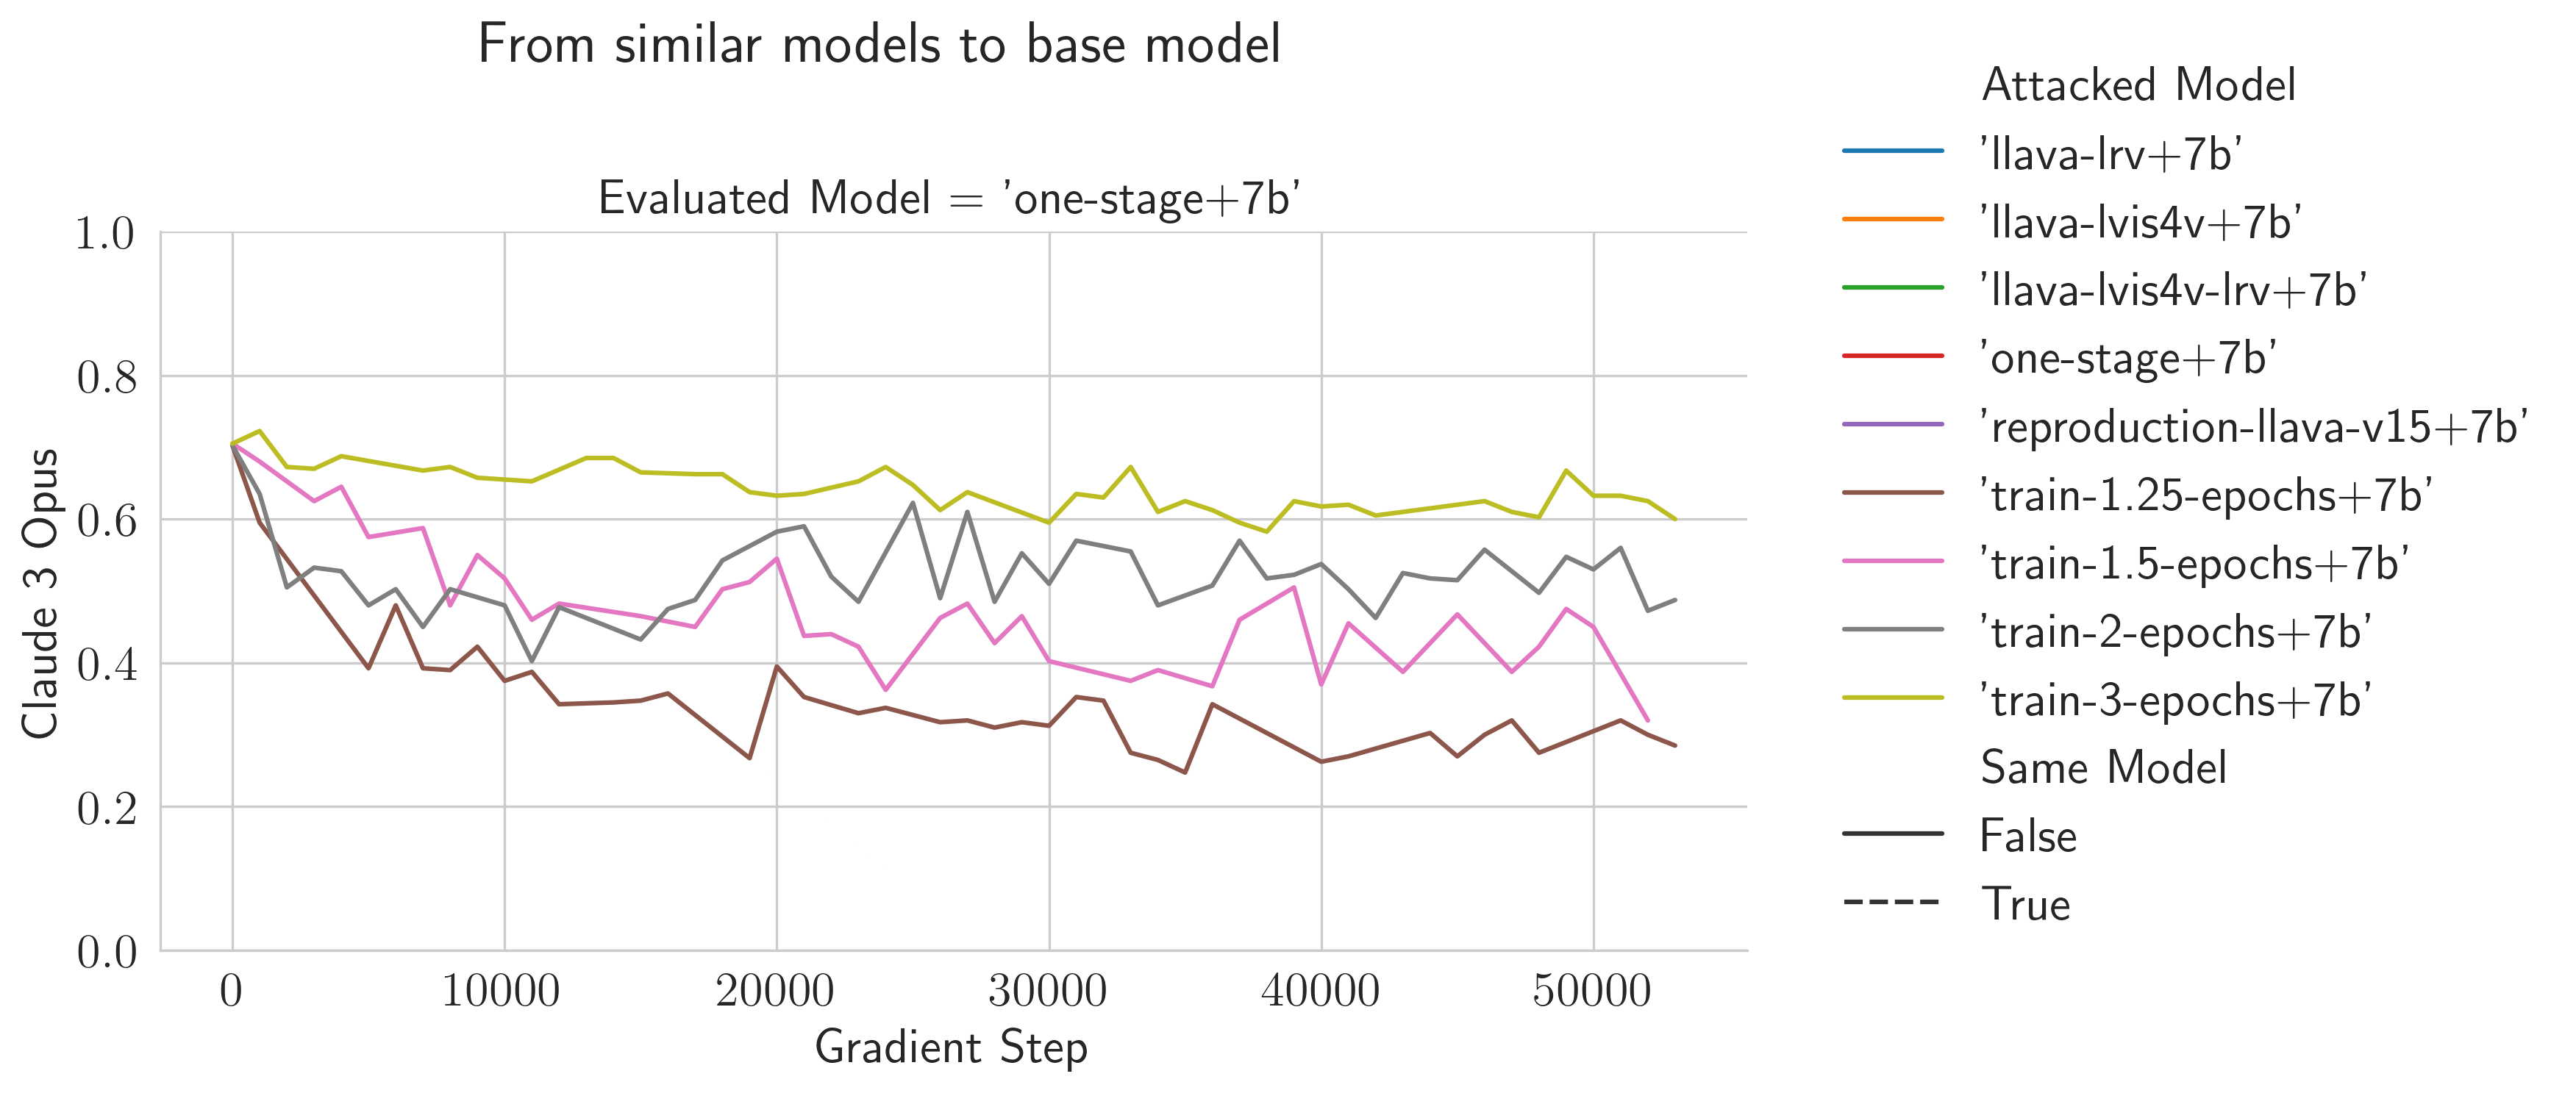 From similar models to base model
Evaluated Model = 'one-stage+7b'
1.0
0.8
0.6
0.4
0.2
0.0
Claude 3 Opus
0 10000 20000 30000 40000 50000
Gradient Step
Attacked Model
'llava-lrv+7b'
'llava-lvis4v+7b'
'llava-lvis4v-lrv+7b'
'one-stage+7b'
'reproduction-llava-v15+7b'
'train-1.25-epochs+7b'
'train-1.5-epochs+7b'
'train-2-epochs+7b'
'train-3-epochs+7b'
Same Model
False
True